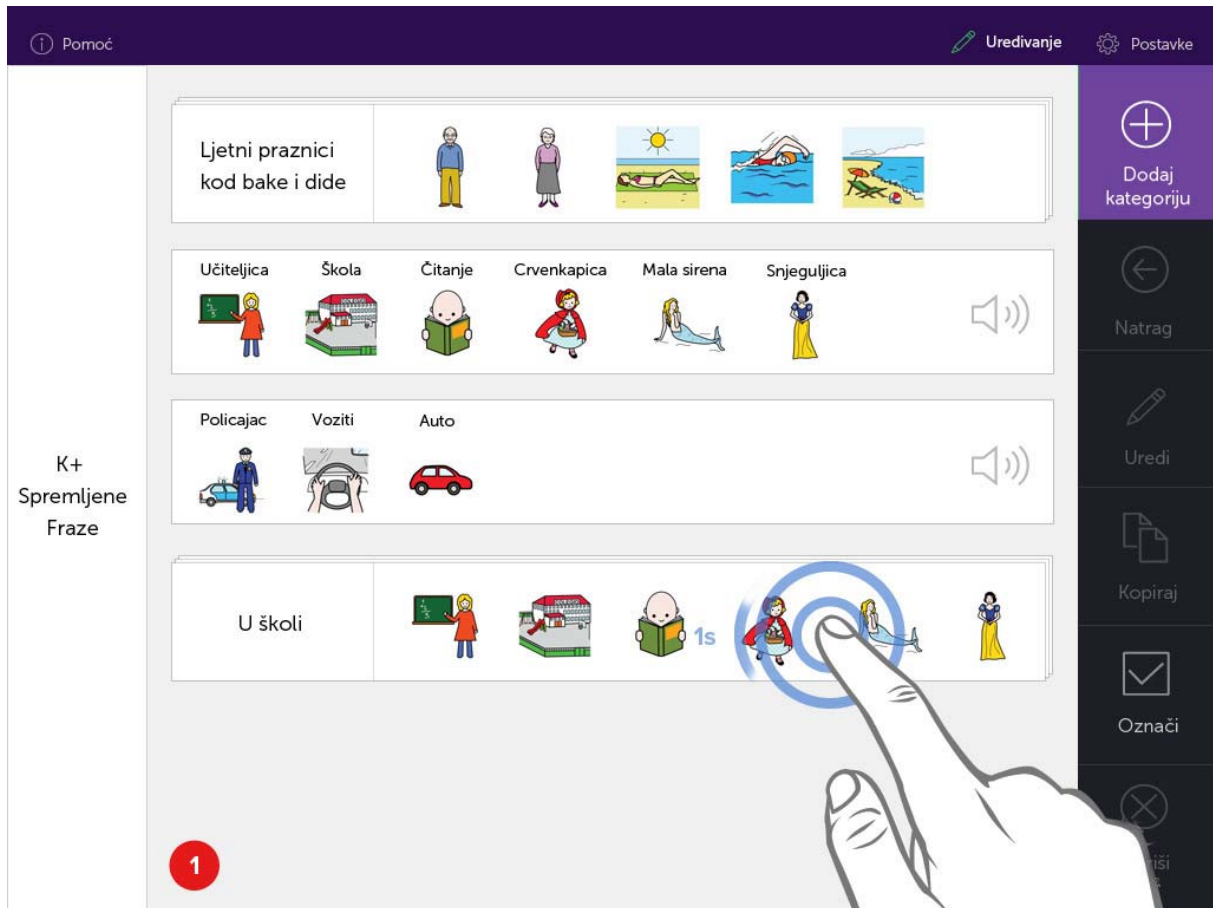 Pomoć
Uređivanje
Postavke
K+
Spremljene
Fraze
Ljetni praznici
kod bake i dide
Učiteljica Škola Čitanje Crvenkapica Mala sirena Snjeguljica
Policajac Voziti Auto
U školi
1s
1
Dodaj
kategoriju
Natrag
Uredi
Kopiraj
Označi